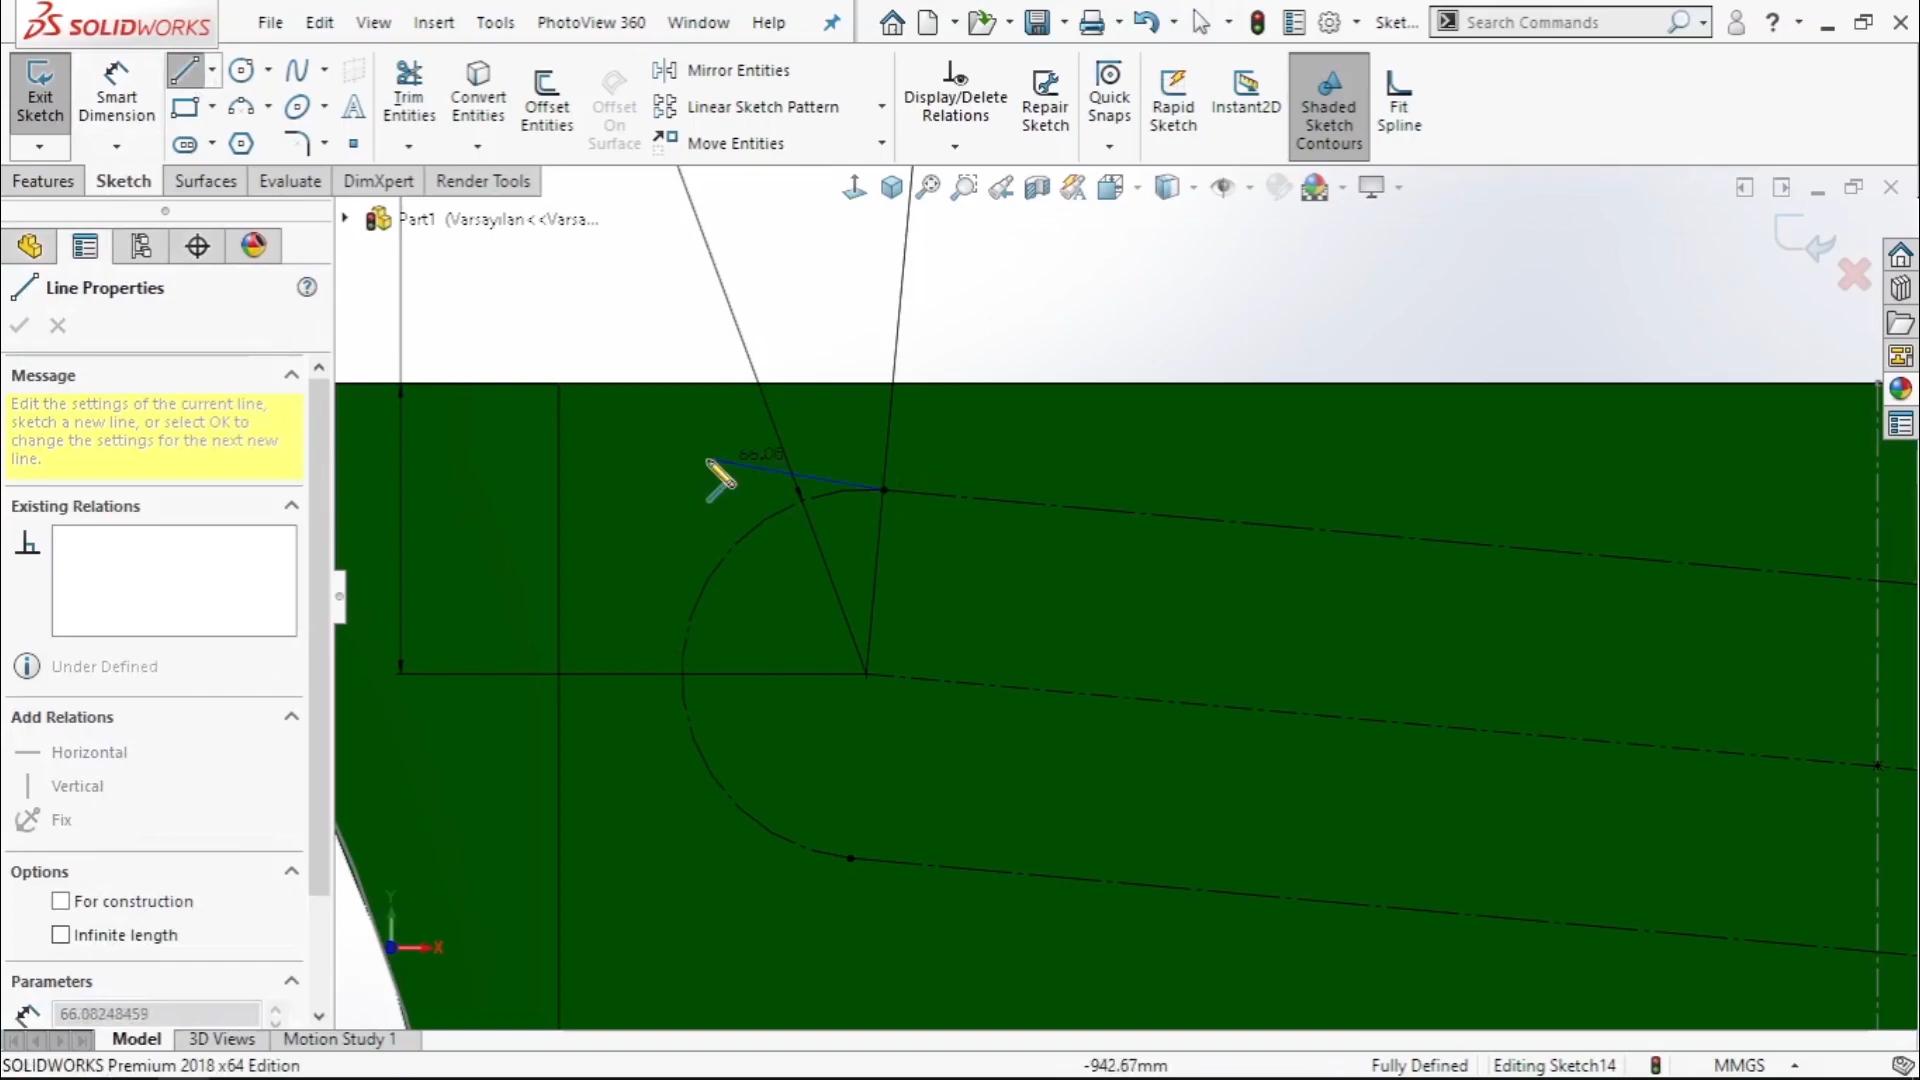 SOLIDWORKS
File
Edit
View
Insert
Tools
PhotoView 360
Window
Help
Sket...
Search Commands
Exit
Sketch
Smart
Dimension
Trim
Entities
Convert
Entities
Offset
Entities
Offset
On
Surface
Mirror Entities
Linear Sketch Pattern
Move Entities
Display/Delete
Relations
Repair
Sketch
Quick
Snaps
Rapid
Sketch
Instant2D
Shaded
Sketch
Contours
Fit
Spline
Features
Sketch
Surfaces
Evaluate
DimXpert
Render Tools
Part1 (Varsayılan<<Varsa...
Line Properties
Message
Edit the settings of the current line,
sketch a new line, or select OK to
change the settings for the next new
line.
Existing Relations
Under Defined
Add Relations
Horizontal
Vertical
Fix
Options
For construction
Infinite length
Parameters
66.08248459
66.08
Y
X
Model
3D Views
Motion Study 1
SOLIDWORKS Premium 2018 x64 Edition
-942.67mm
Fully Defined
Editing Sketch14
MMGS